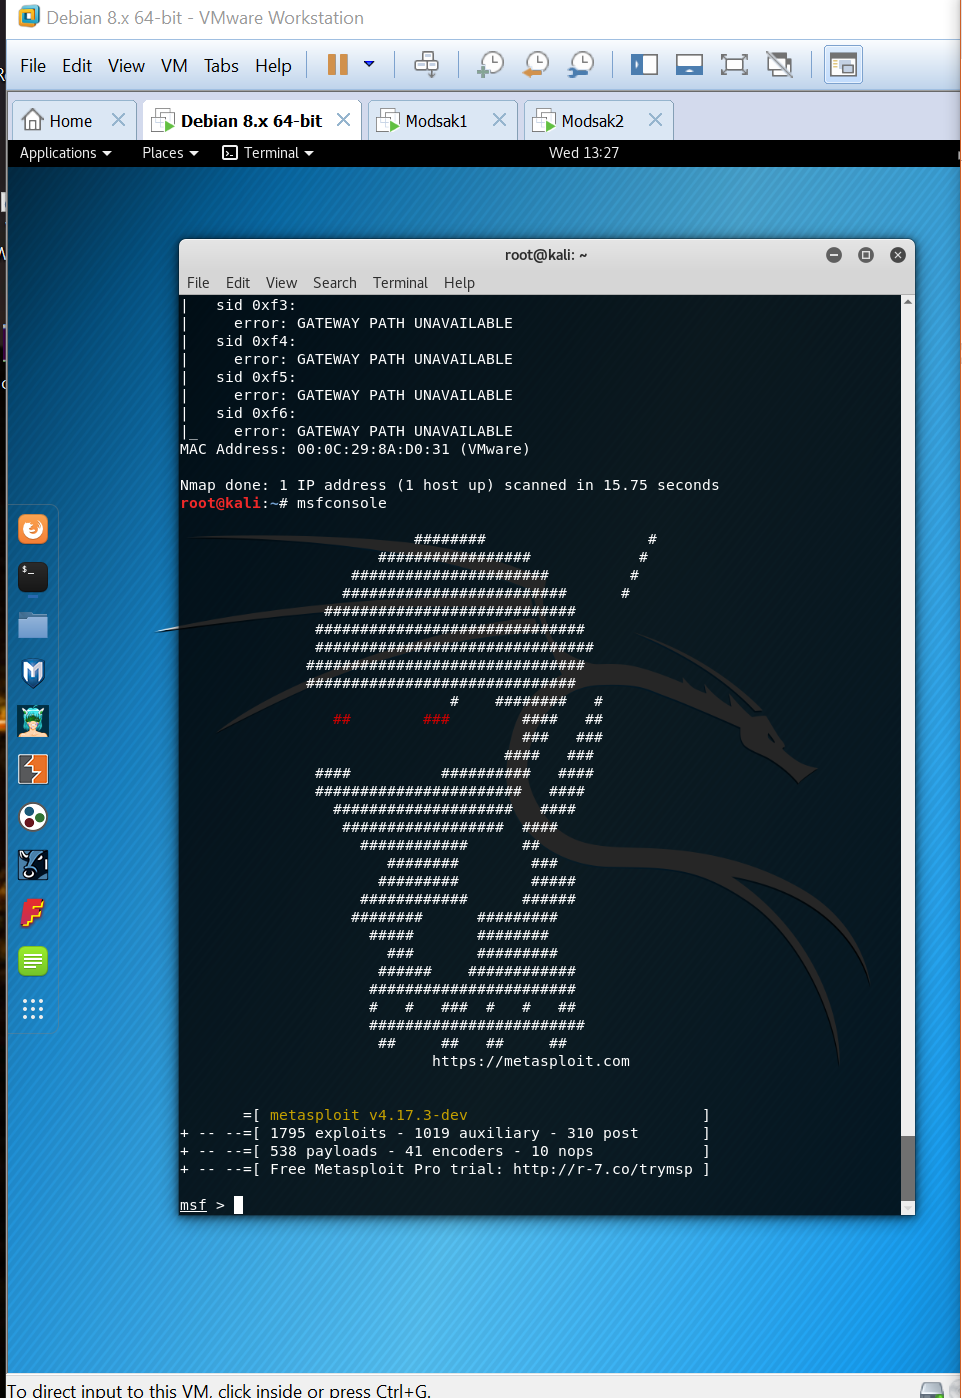 Debian 8.x 64-bit - VMware Workstation
File Edit View VM Tabs Help
Home Debian 8.x 64-bit Modsak1 Modsak2
Applications Places Terminal Wed 13:27
root@kali: ~
File Edit View Search Terminal Help
| sid 0xf3:
| error: GATEWAY PATH UNAVAILABLE
| sid 0xf4:
| error: GATEWAY PATH UNAVAILABLE
| sid 0xf5:
| error: GATEWAY PATH UNAVAILABLE
| sid 0xf6:
|_ error: GATEWAY PATH UNAVAILABLE
MAC Address: 00:0C:29:8A:D0:31 (VMware)
Nmap done: 1 IP address (1 host up) scanned in 15.75 seconds
root@kali:~# msfconsole
https://metasploit.com
=[ metasploit v4.17.3-dev ]
+ -- --=[ 1795 exploits - 1019 auxiliary - 310 post ]
+ -- --=[ 538 payloads - 41 encoders - 10 nops ]
+ -- --=[ Free Metasploit Pro trial: http://r-7.co/trymsp ]
msf >
To direct input to this VM, click inside or press Ctrl+G.